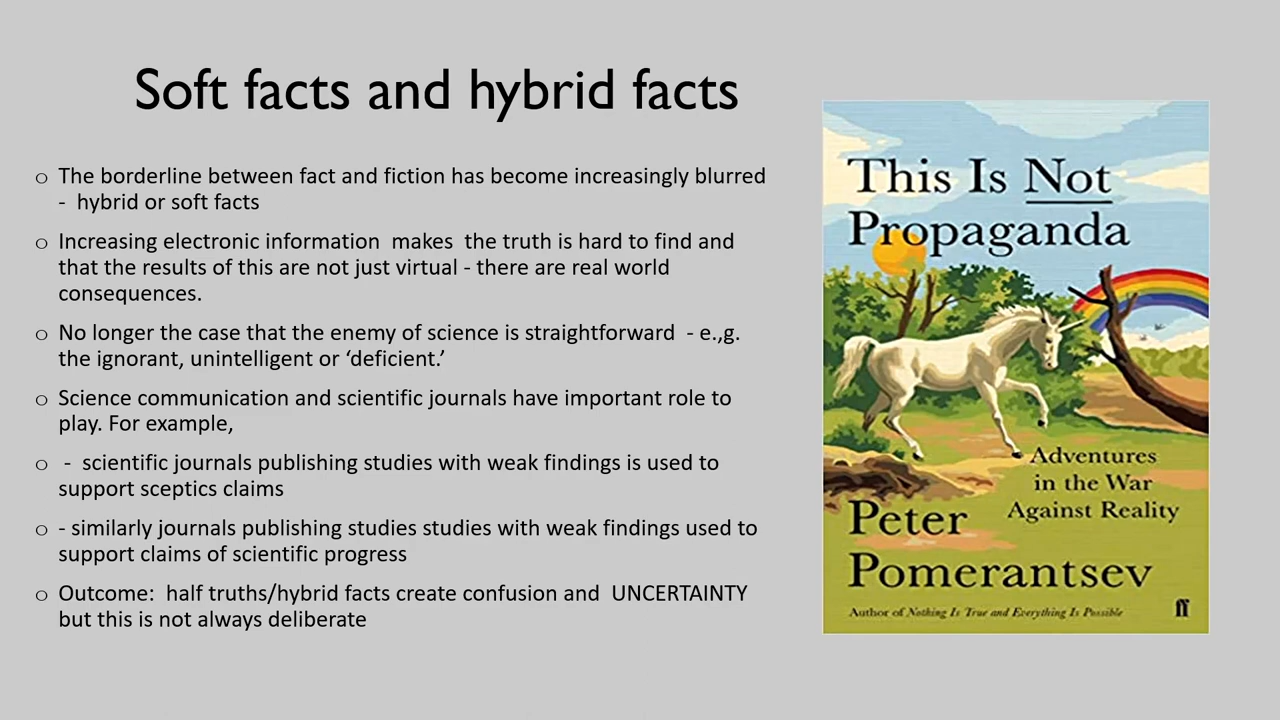 Soft facts and hybrid facts
o The borderline between fact and fiction has become increasingly blurred
- hybrid or soft facts
o Increasing electronic information makes the truth is hard to find and
that the results of this are not just virtual - there are real world
consequences.
o No longer the case that the enemy of science is straightforward - e.,g.
the ignorant, unintelligent or ‘deficient.’
o Science communication and scientific journals have important role to
play. For example,
o - scientific journals publishing studies with weak findings is used to
support sceptics claims
o - similarly journals publishing studies studies with weak findings used to
support claims of scientific progress
o Outcome: half truths/hybrid facts create confusion and UNCERTAINTY
but this is not always deliberate
This Is Not
Propaganda
Adventures
in the War
Against Reality
Peter
Pomerantsev
Author of Nothing Is True and Everything Is Possible
ff